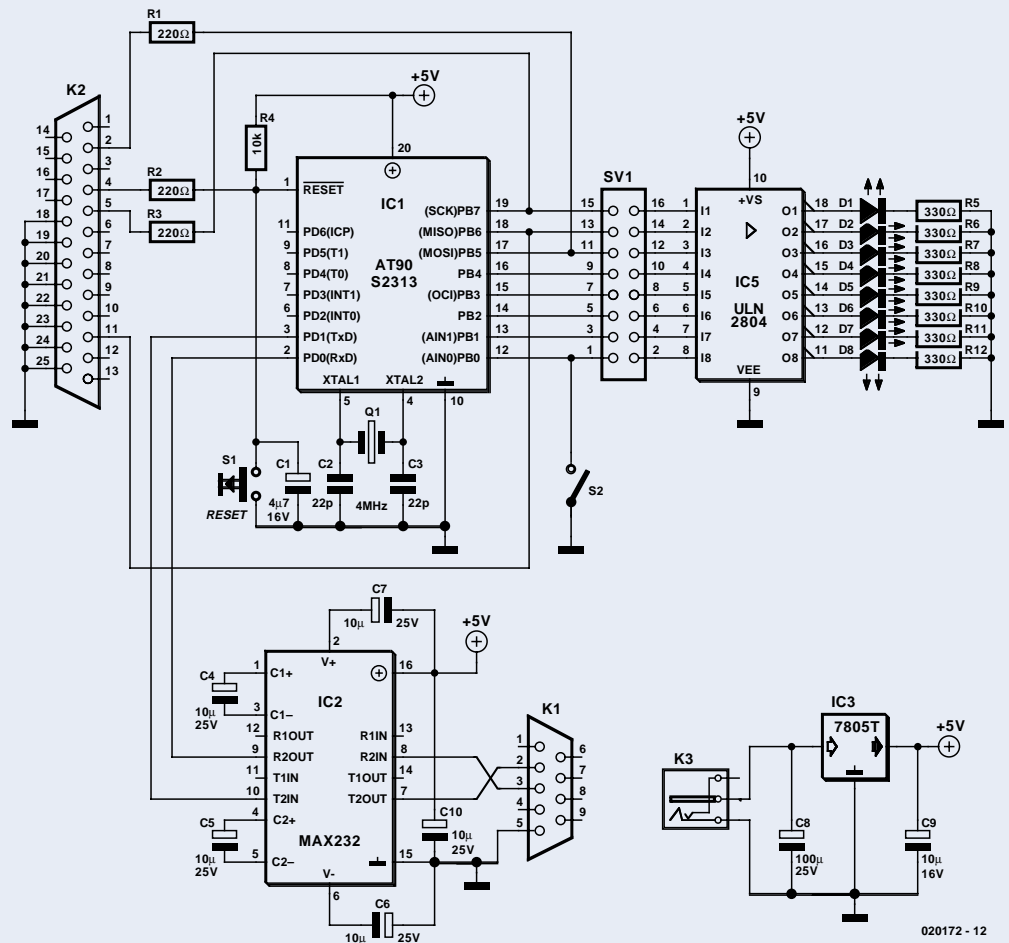 R1
220Ω
K2
1
14
2
15
3
16
4
17
5
18
6
19
7
20
8
21
9
22
10
23
11
24
12
25
13
R2
220Ω
R3
220Ω
+5V
R4
10k
20
IC1
AT90
S2313
1 RESET
11 PD6(ICP)
9 PD5(T1)
8 PD4(T0)
7 PD3(INT1)
6 PD2(INT0)
3 PD1(TxD)
2 PD0(RxD)
(SCK)PB7 19
(MISO)PB6 18
(MOSI)PB5 17
PB4 16
(OCI)PB3 15
PB2 14
(AIN1)PB1 13
(AIN0)PB0 12
XTAL1 XTAL2
5 4 10
SV1
15 16
13 14
11 12
9 10
7 8
5 6
3 4
1 2
+5V
10
+VS
IC5
ULN
2804
1 I1
2 I2
3 I3
4 I4
5 I5
6 I6
7 I7
8 I8
O1 18 D1
O2 17 D2
O3 16 D3
O4 15 D4
O5 14 D5
O6 13 D6
O7 12 D7
O8 11 D8
VEE
9
330Ω R5
330Ω R6
330Ω R7
330Ω R8
330Ω R9
330Ω R10
330Ω R11
330Ω R12
S1
RESET
C1
4µ7
16V
C2
22p
Q1
4MHz
C3
22p
S2
C7
10µ 25V
+5V
2
V+
IC2
MAX232
C4
10µ
25V
C5
10µ
25V
1 C1+
3 C1–
12 R1OUT
9 R2OUT
11 T1IN
10 T2IN
4 C2+
5 C2–
16
R1IN 13
R2IN 8
T1OUT 14
T2OUT 7
15
V-
6
C6
10µ 25V
C10
10µ
25V
K1
1
6
2
7
3
8
4
9
5
K3
IC3
7805T
+5V
C8
100µ
25V
C9
10µ
16V
020172 - 12